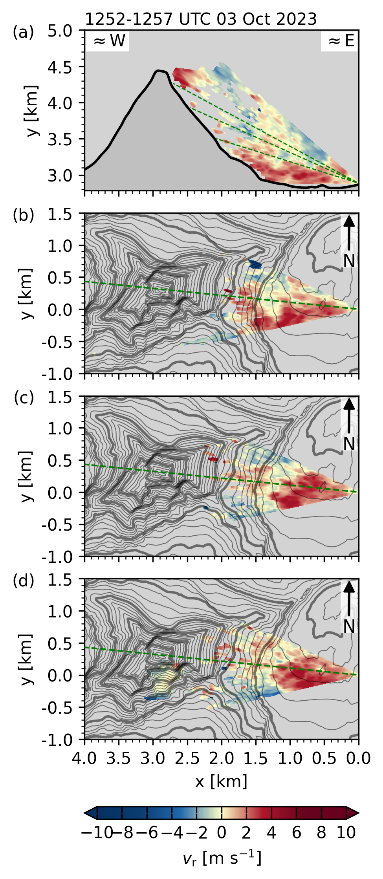 1252-1257 UTC 03 Oct 2023
(a)
≈ W
≈ E
5.0
4.5
4.0
3.5
3.0
y [km]
(b)
1.5
1.0
0.5
0.0
-0.5
-1.0
y [km]
N
(c)
1.5
1.0
0.5
0.0
-0.5
-1.0
y [km]
N
(d)
1.5
1.0
0.5
0.0
-0.5
-1.0
y [km]
N
4.0 3.5 3.0 2.5 2.0 1.5 1.0 0.5 0.0
x [km]
−10 −8 −6 −4 −2 0 2 4 6 8 10
vr [m s−1]